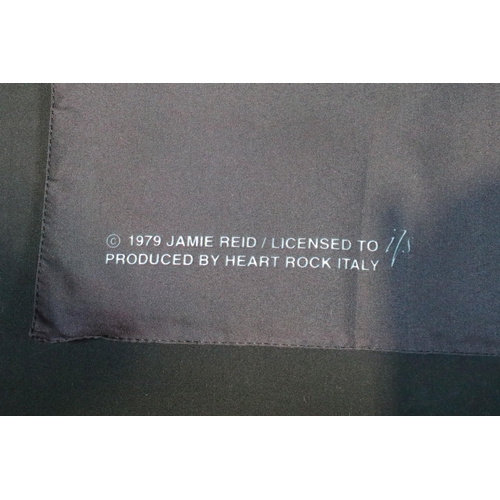 © 1979 JAMIE REID / LICENSED TO i/s
PRODUCED BY HEART ROCK ITALY